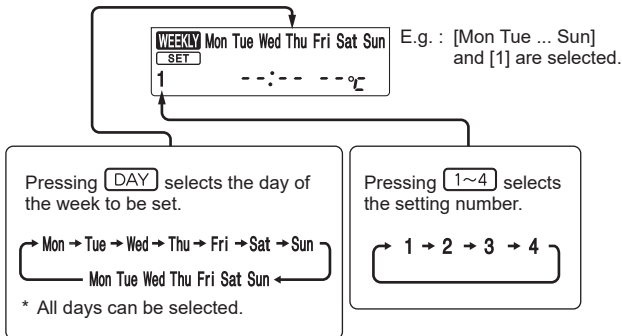 WEEKLY Mon Tue Wed Thu Fri Sat Sun
SET
1 --:-- --°C
E.g. : [Mon Tue ... Sun]
and [1] are selected.
Pressing DAY selects the day of
the week to be set.
→ Mon → Tue → Wed → Thu → Fri → Sat → Sun
Mon Tue Wed Thu Fri Sat Sun ←
* All days can be selected.
Pressing 1~4 selects
the setting number.
→ 1 → 2 → 3 → 4